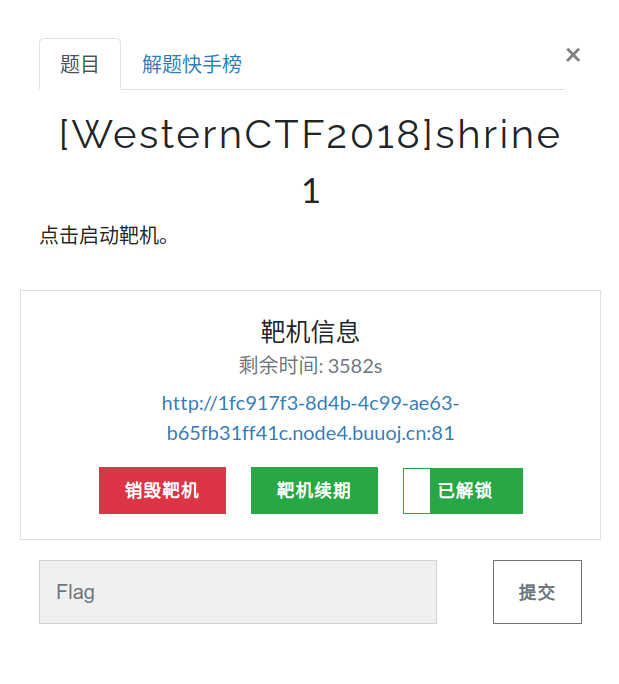 题目 解题快手榜 ×
[WesternCTF2018]shrine
1
点击启动靶机。
靶机信息
剩余时间: 3582s
http://1fc917f3-8d4b-4c99-ae63-
b65fb31ff41c.node4.buuoj.cn:81
销毁靶机 靶机续期 已解锁
Flag 提交